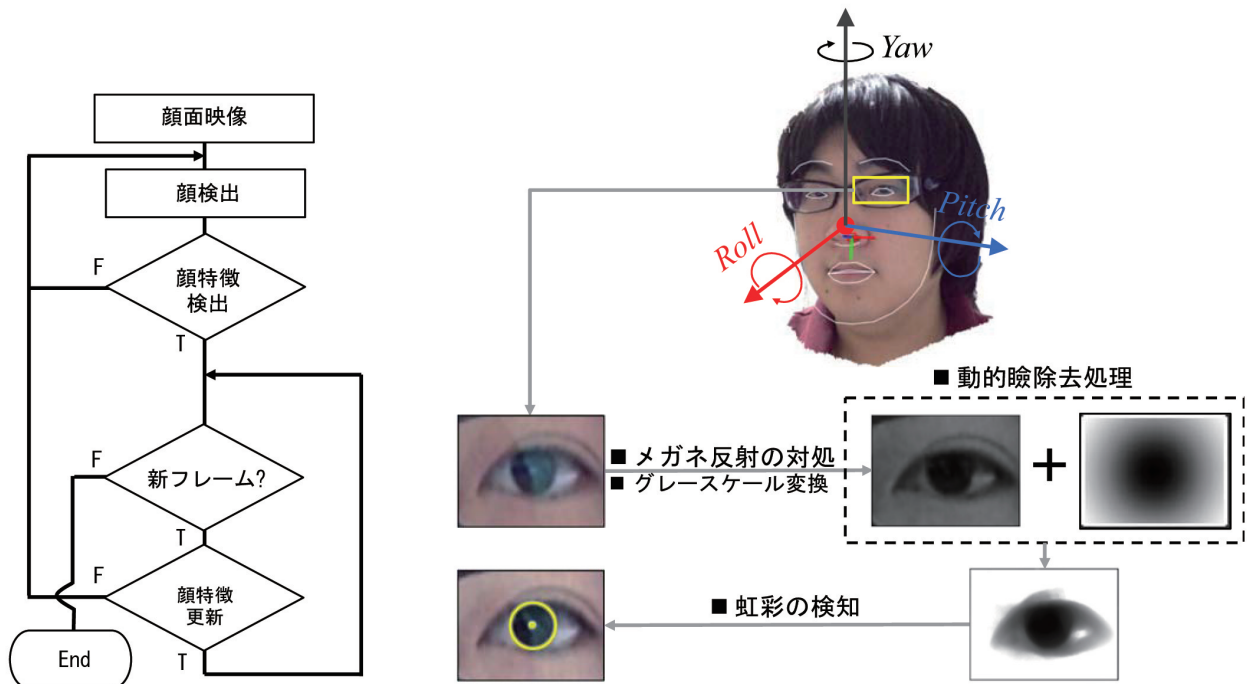 顔面映像
顔検出
F
顔特徴
検出
T
F
新フレーム?
T
F
顔特徴
更新
End
T
Yaw
Pitch
Roll
■ 動的瞼除去処理
■ メガネ反射の対処
■ グレースケール変換
+
■ 虹彩の検知